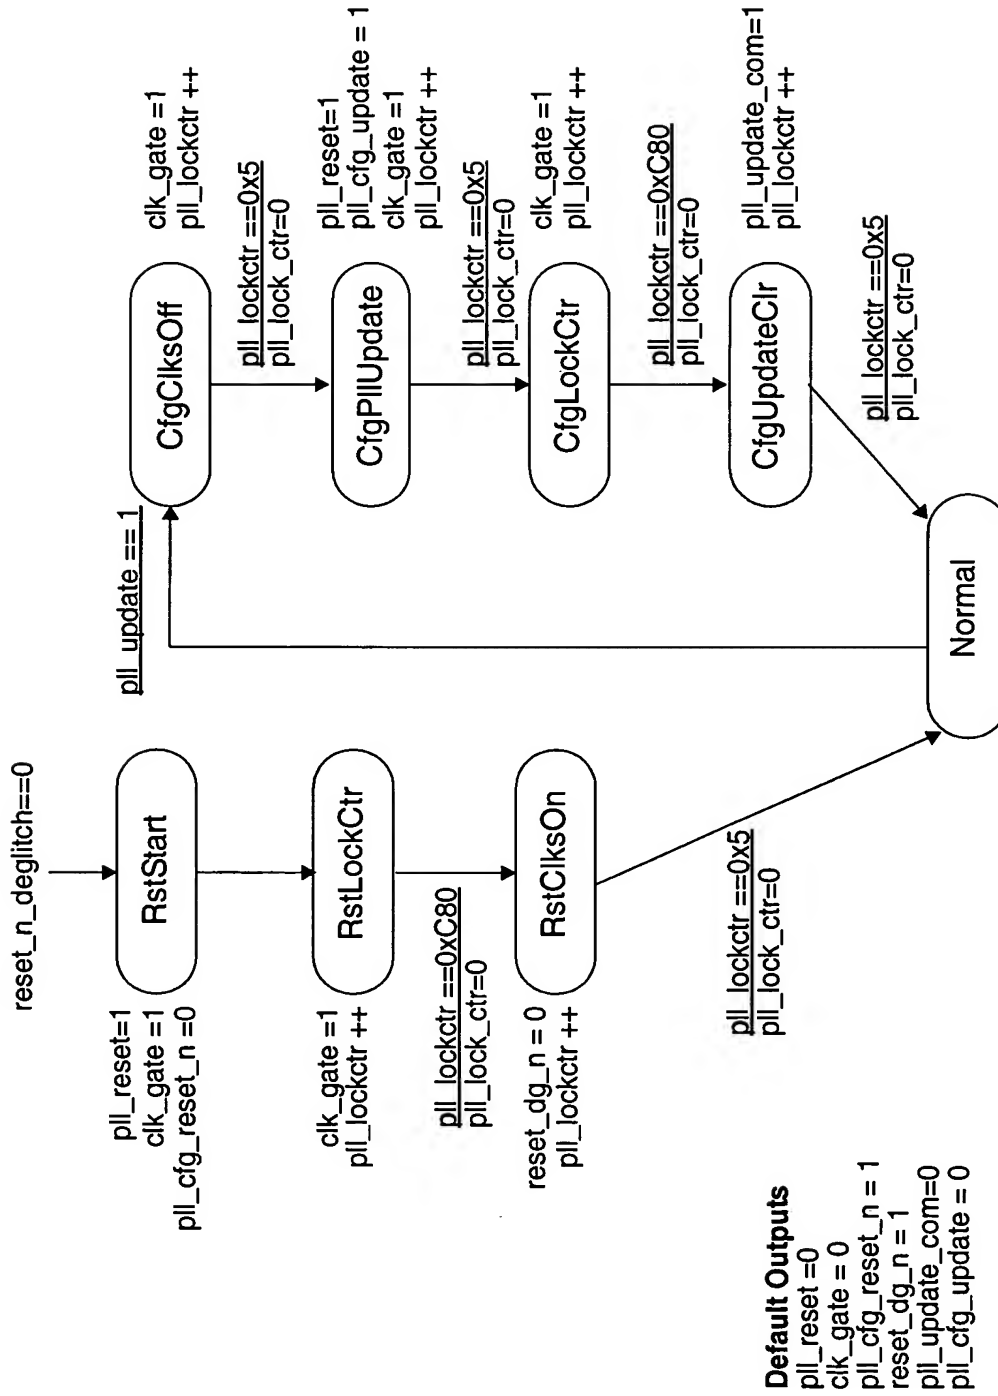 reset_n_deglitch==0
pll_reset=1
clk_gate =1
pll_cfg_reset_n =0
RstStart
clk_gate =1
pll_lockctr ++
RstLockCtr
pll_lockctr ==0xC80
pll_lock_ctr=0
reset_dg_n = 0
pll_lockctr ++
RstClksOn
pll_lockctr ==0x5
pll_lock_ctr=0
Normal
pll_update == 1
CfgClksOff
clk_gate =1
pll_lockctr ++
pll_lockctr ==0x5
pll_lock_ctr=0
CfgPllUpdate
pll_reset=1
pll_cfg_update = 1
clk_gate =1
pll_lockctr ++
pll_lockctr ==0x5
pll_lock_ctr=0
CfgLockCtr
clk_gate =1
pll_lockctr ++
pll_lockctr ==0xC80
pll_lock_ctr=0
CfgUpdateClr
pll_update_com=1
pll_lockctr ++
pll_lockctr ==0x5
pll_lock_ctr=0
Default Outputs
pll_reset =0
clk_gate = 0
pll_cfg_reset_n = 1
reset_dg_n = 1
pll_update_com=0
pll_cfg_update = 0